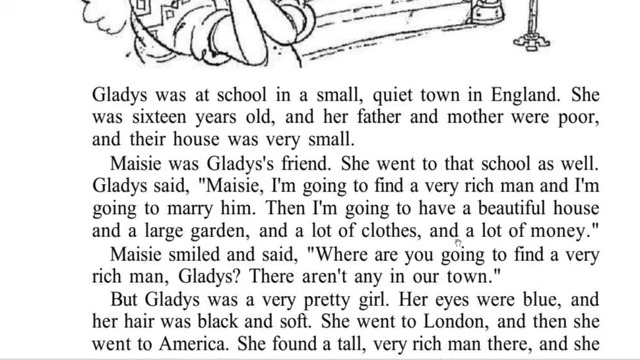 Gladys was at school in a small, quiet town in England. She
was sixteen years old, and her father and mother were poor,
and their house was very small.
Maisie was Gladys's friend. She went to that school as well.
Gladys said, "Maisie, I'm going to find a very rich man and I'm
going to marry him. Then I'm going to have a beautiful house
and a large garden, and a lot of clothes, and a lot of money."
Maisie smiled and said, "Where are you going to find a very
rich man, Gladys? There aren't any in our town."
But Gladys was a very pretty girl. Her eyes were blue, and
her hair was black and soft. She went to London, and then she
went to America. She found a tall, very rich man there, and she